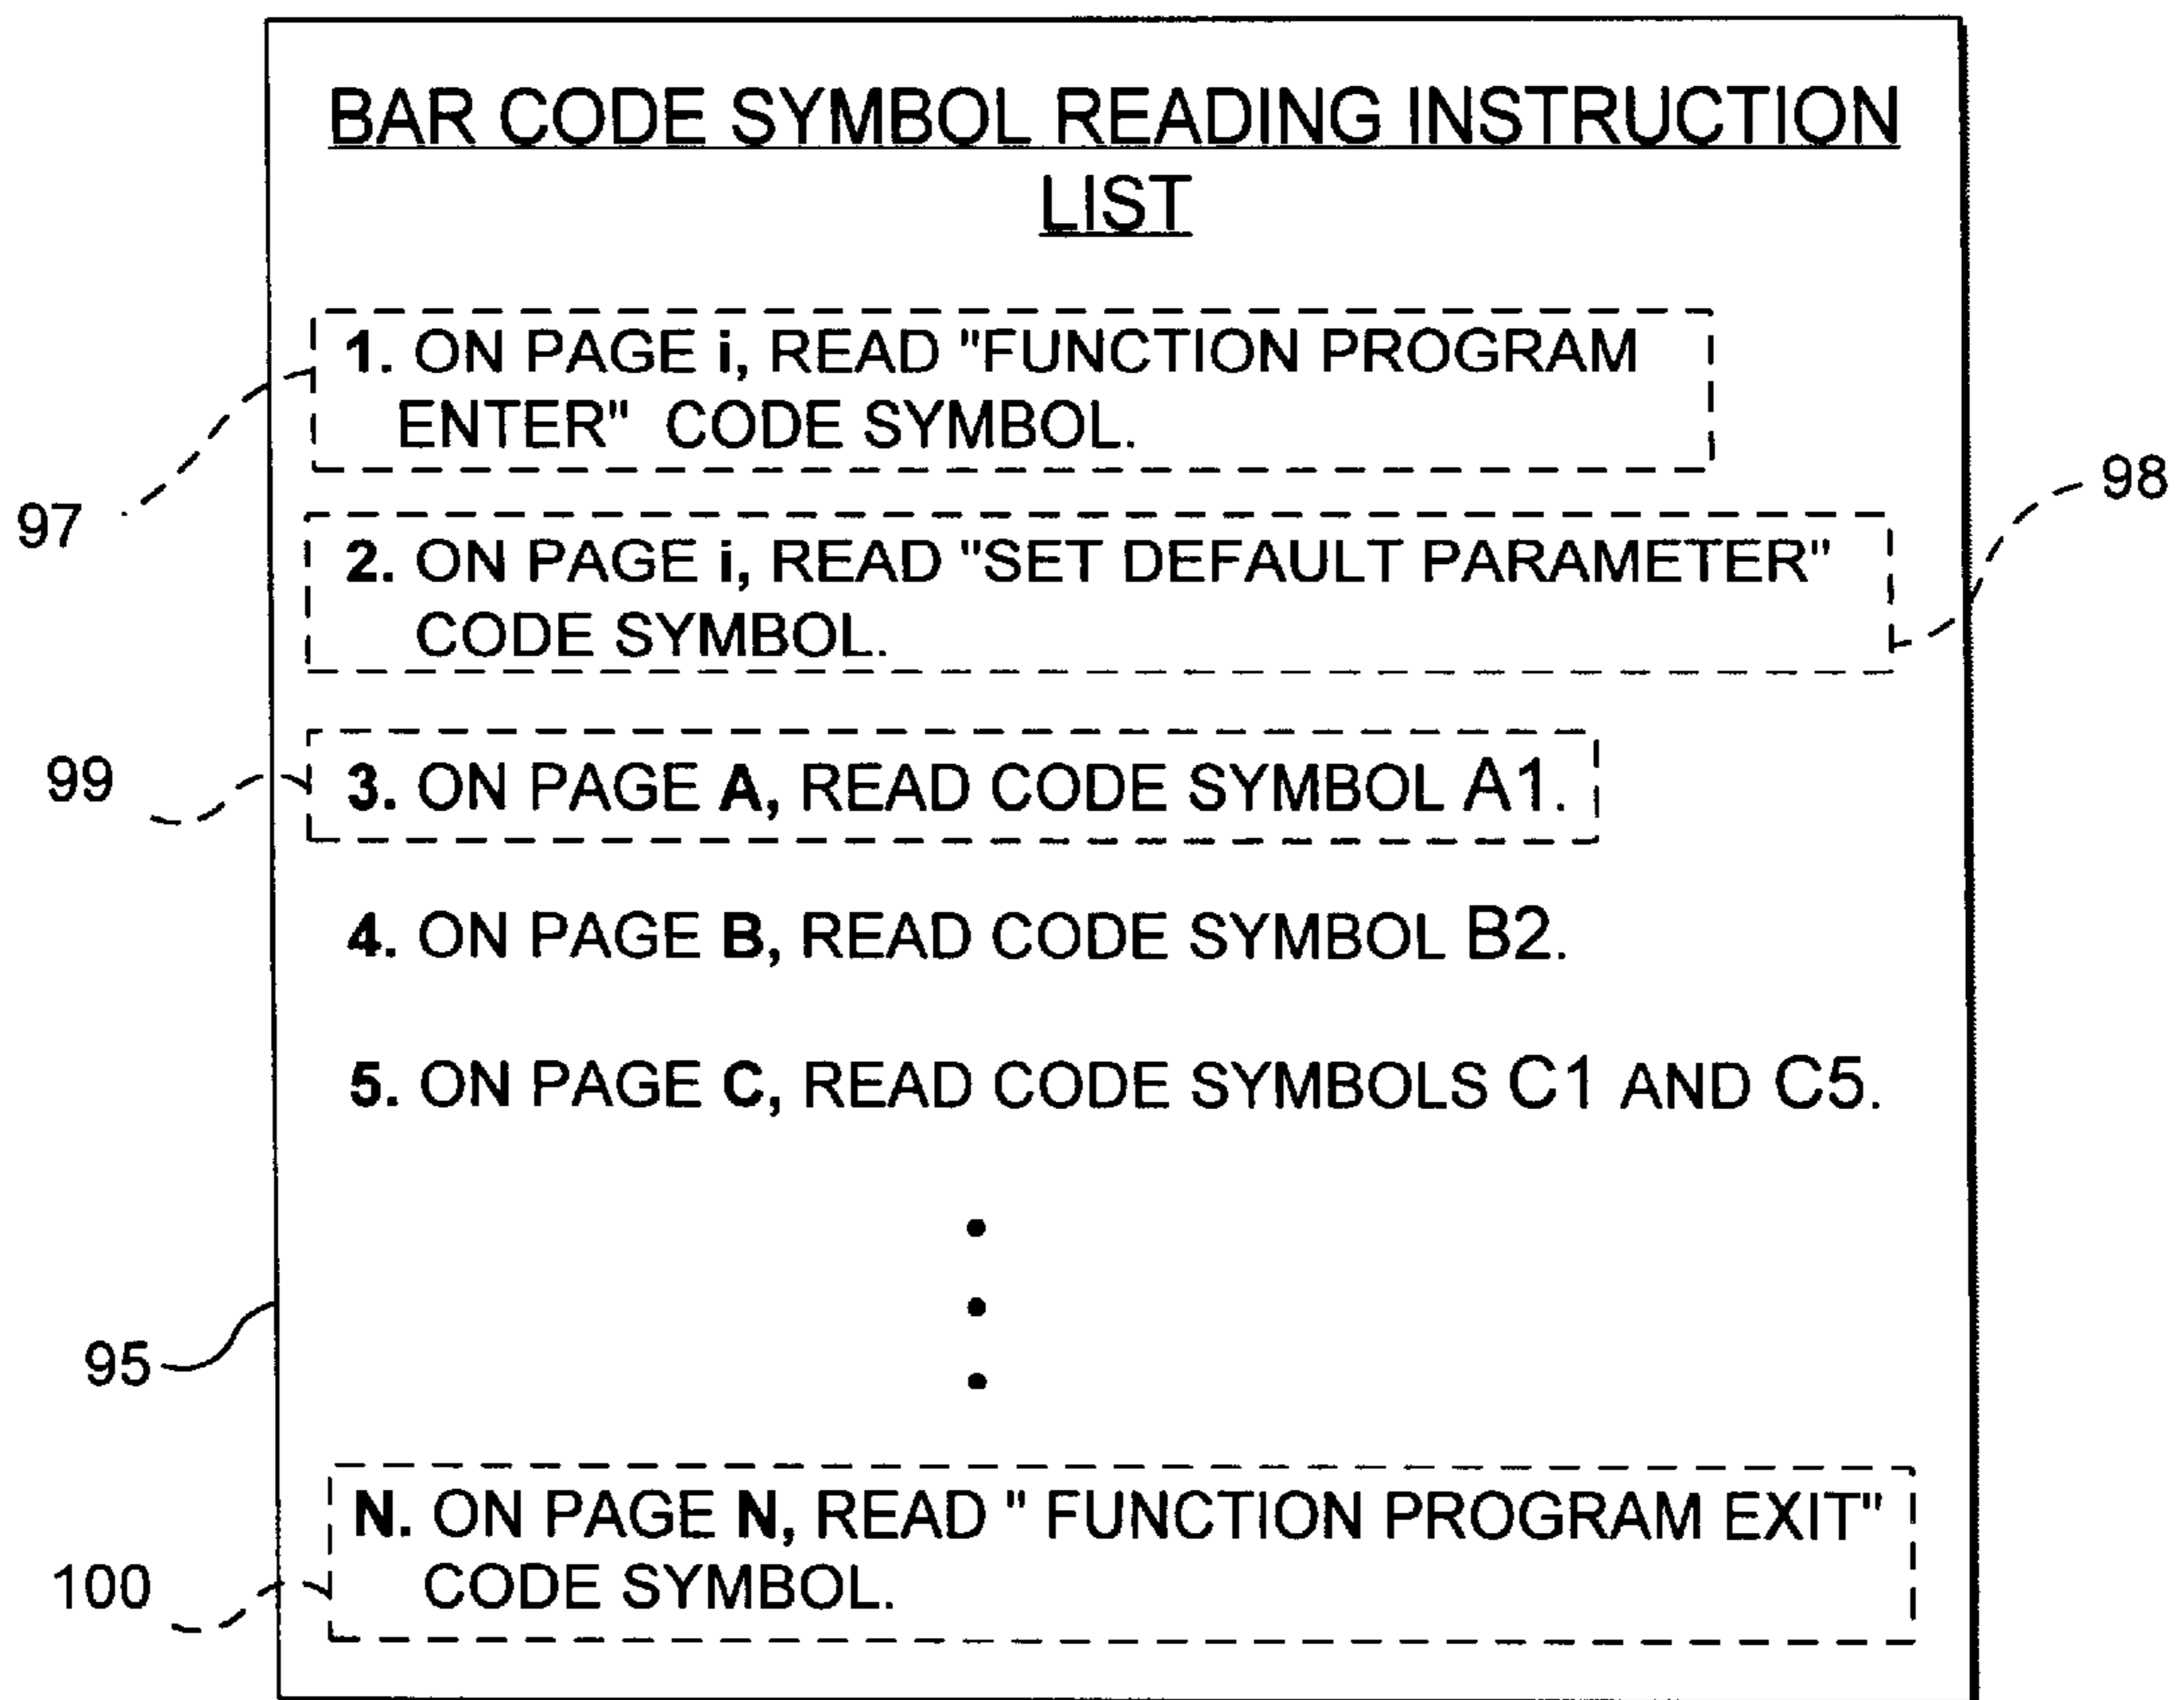 BAR CODE SYMBOL READING INSTRUCTION
LIST
1. ON PAGE i, READ "FUNCTION PROGRAM
ENTER" CODE SYMBOL.
97
98
2. ON PAGE i, READ "SET DEFAULT PARAMETER"
CODE SYMBOL.
99
3. ON PAGE A, READ CODE SYMBOL A1.
4. ON PAGE B, READ CODE SYMBOL B2.
5. ON PAGE C, READ CODE SYMBOLS C1 AND C5.
95
N. ON PAGE N, READ " FUNCTION PROGRAM EXIT"
CODE SYMBOL.
100